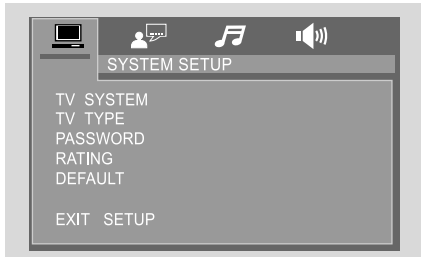 SYSTEM SETUP
TV SYSTEM
TV TYPE
PASSWORD
RATING
DEFAULT
EXIT SETUP